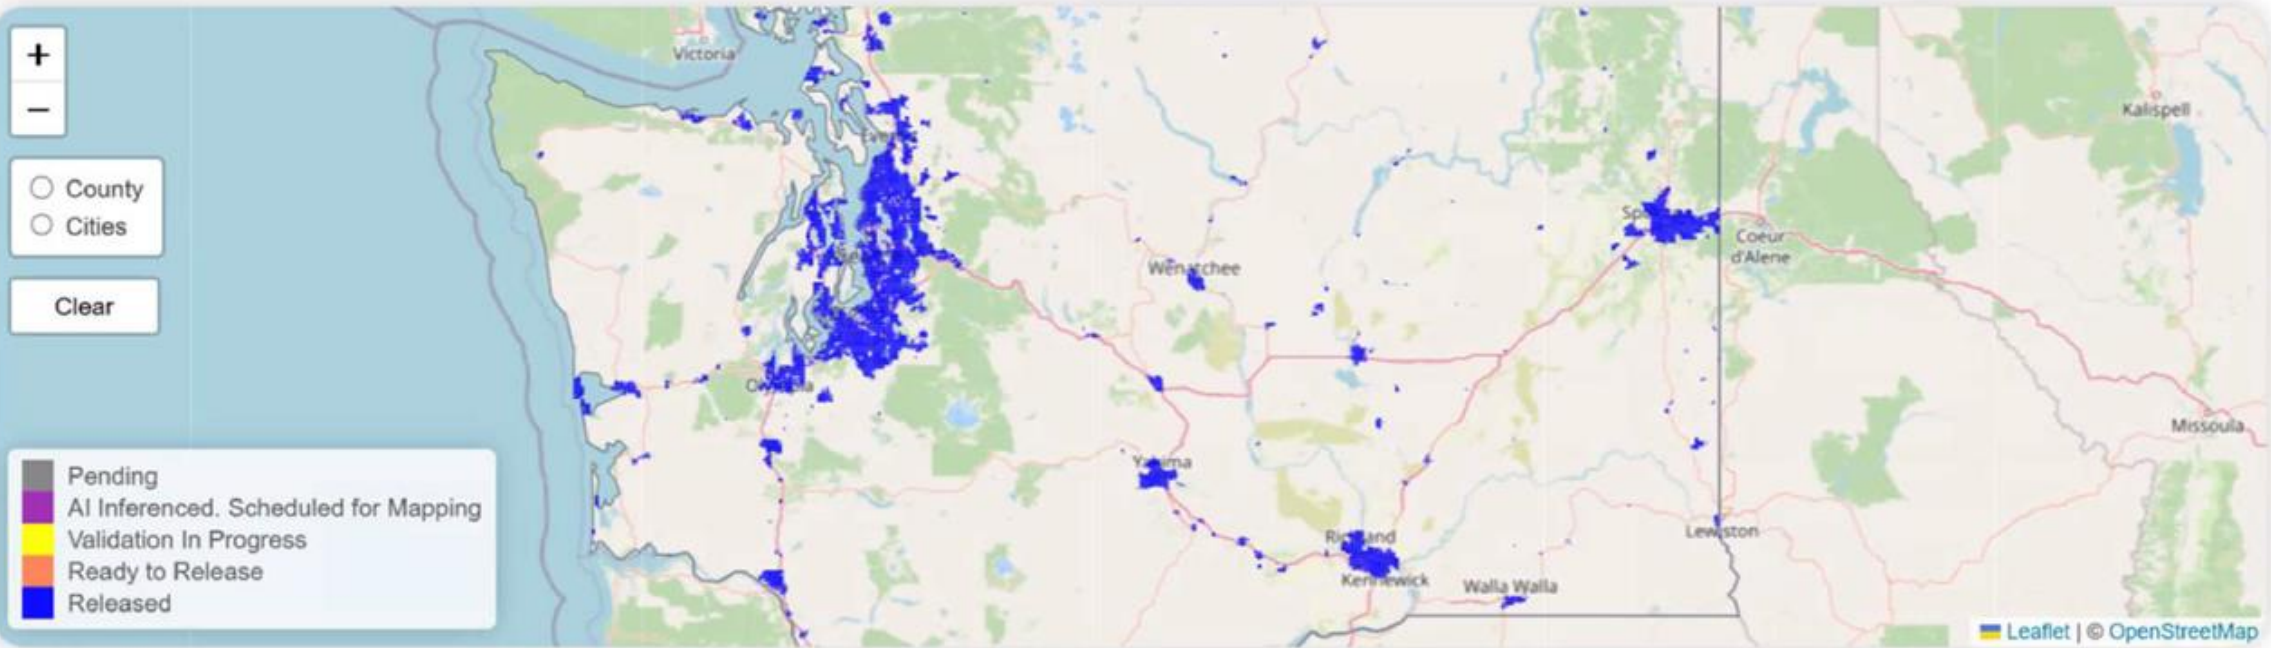 +
Victoria
−
Kalispell
County
Cities
Coeur
d'Alene
Wenatchee
Clear
Missoula
Pending
Yakima
AI Inferenced. Scheduled for Mapping
Validation In Progress
Richland
Lewiston
Ready to Release
Kennewick
Walla Walla
Released
Leaflet | © OpenStreetMap